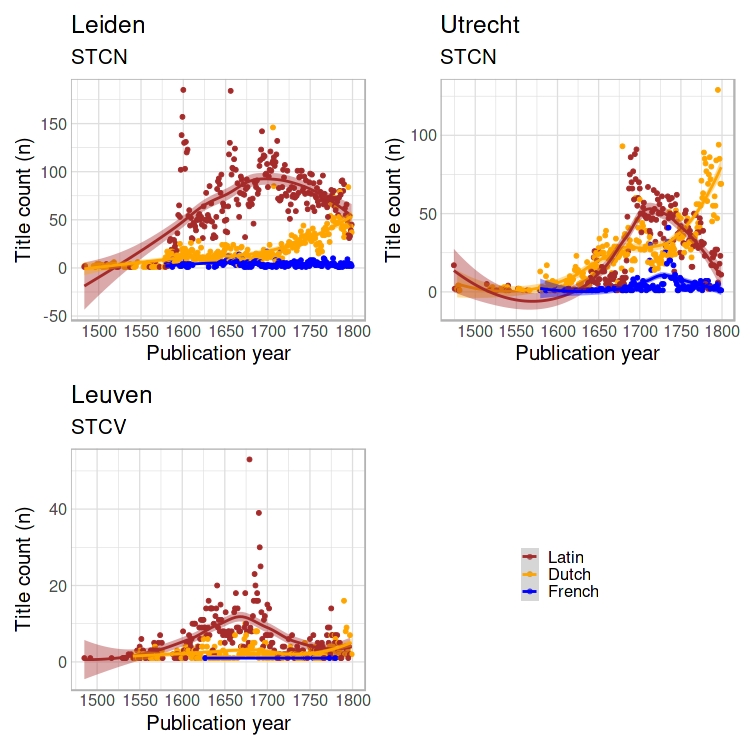 Leiden
STCN
Title count (n)
150
100
50
0
-50
1500 1550 1600 1650 1700 1750 1800
Publication year
Utrecht
STCN
Title count (n)
100
50
0
1500 1550 1600 1650 1700 1750 1800
Publication year
Leuven
STCV
Title count (n)
40
20
0
1500 1550 1600 1650 1700 1750 1800
Publication year
Latin
Dutch
French